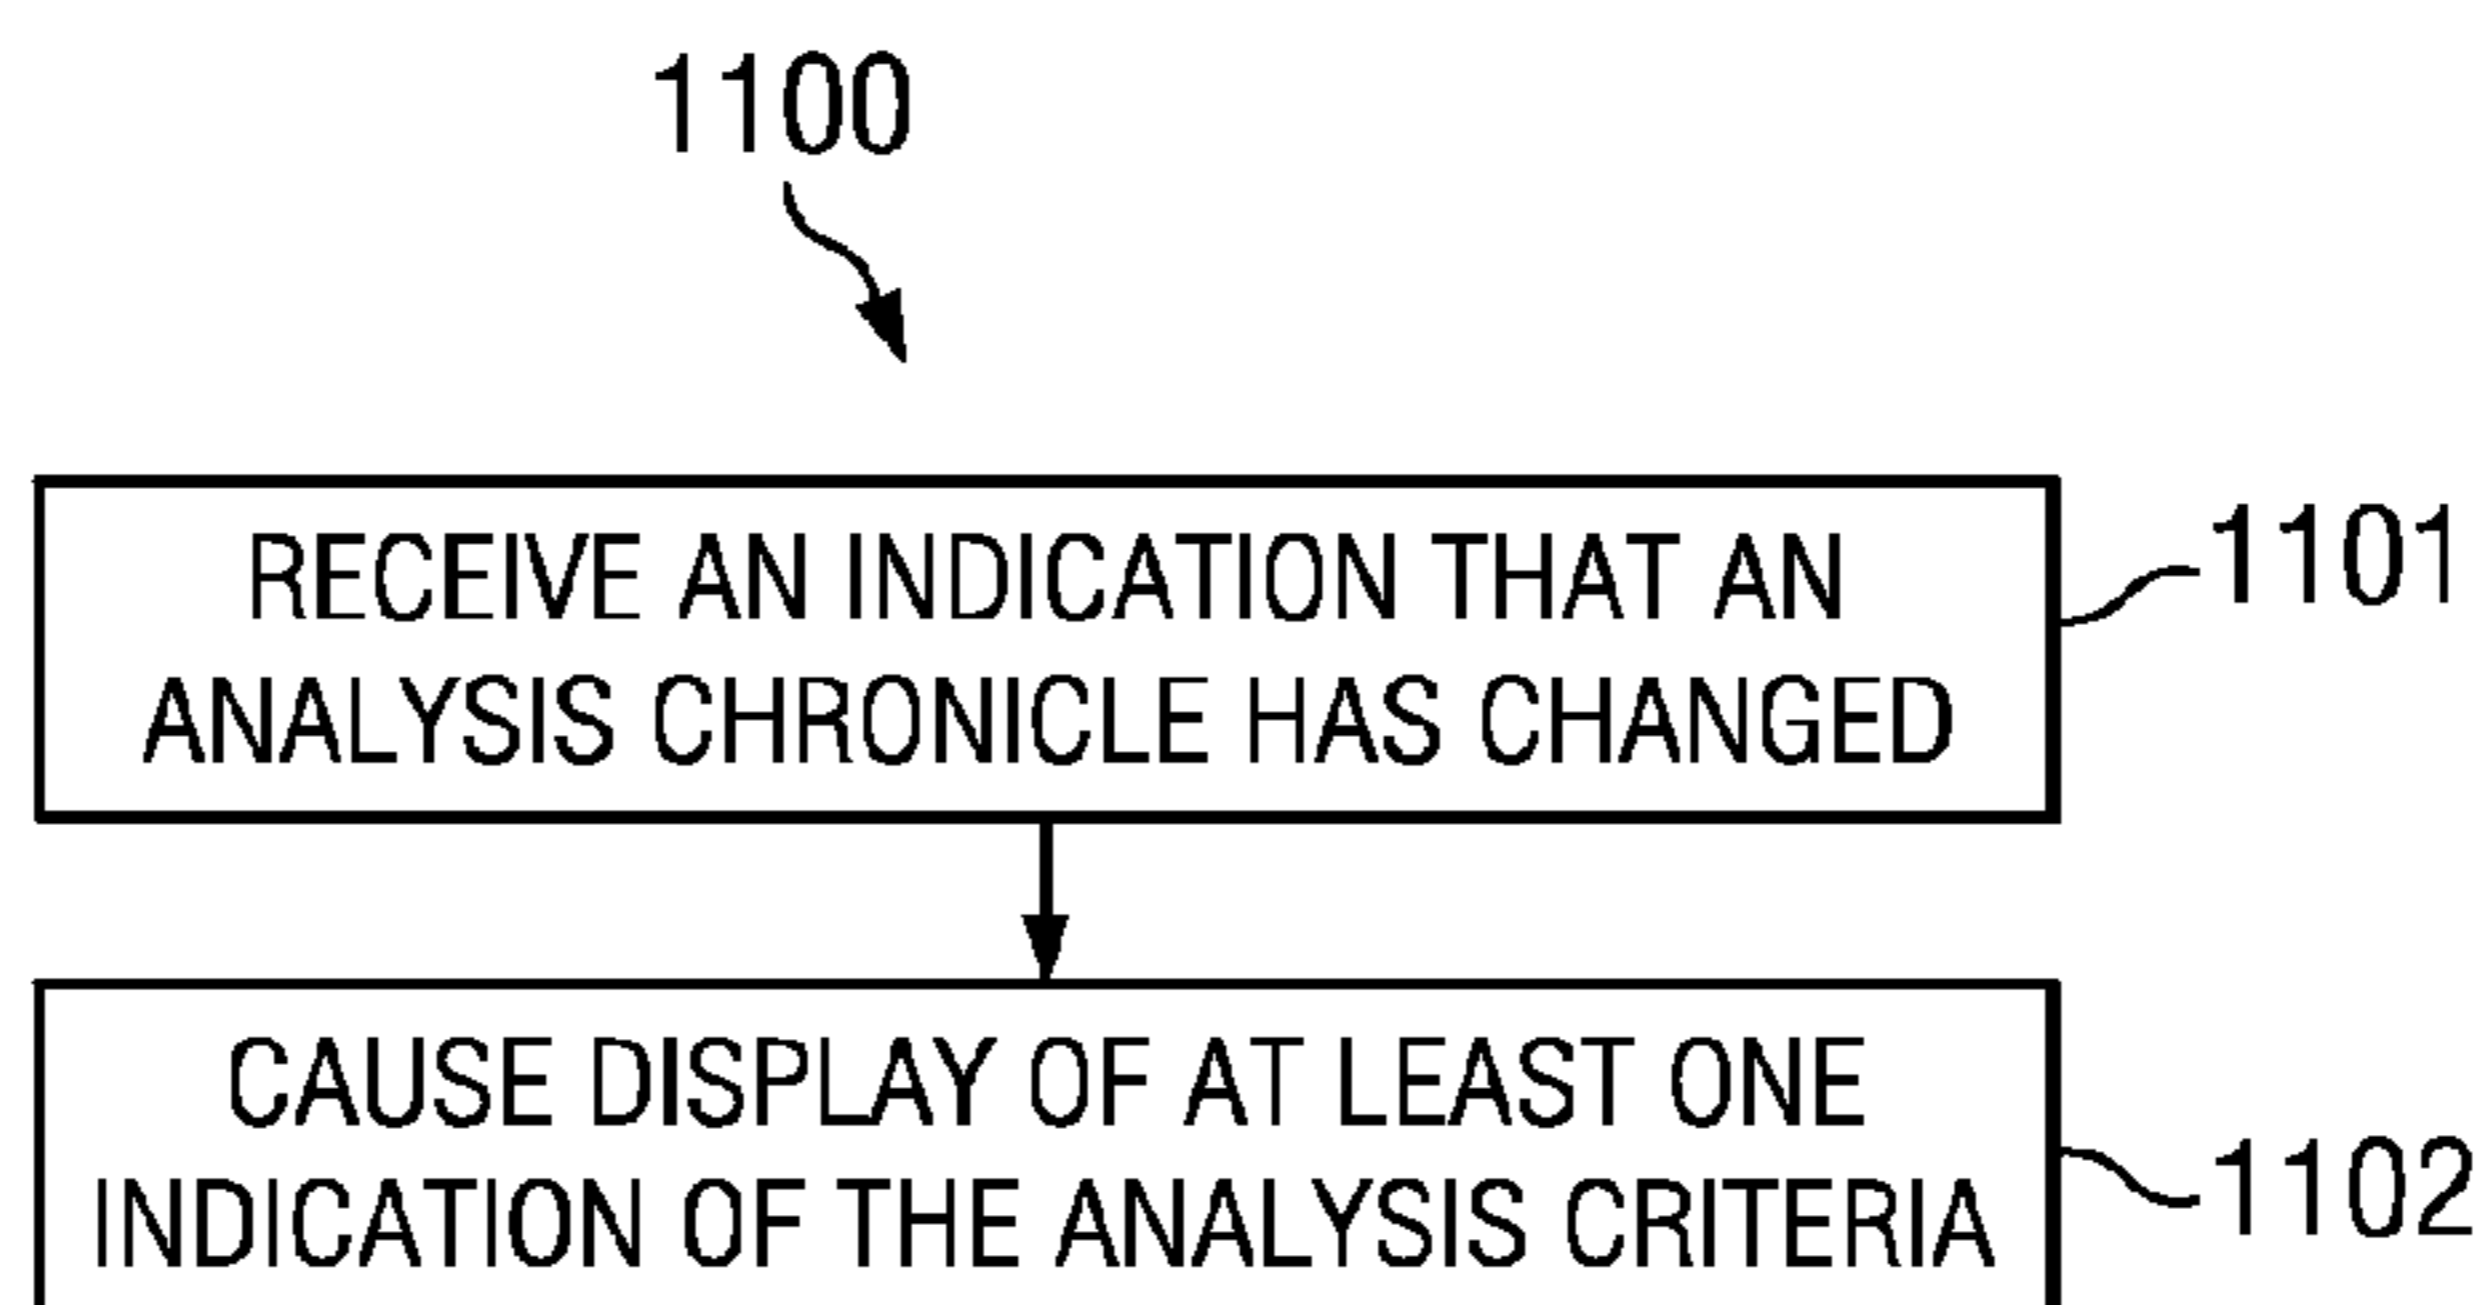 1100
RECEIVE AN INDICATION THAT AN
ANALYSIS CHRONICLE HAS CHANGED
1101
CAUSE DISPLAY OF AT LEAST ONE
INDICATION OF THE ANALYSIS CRITERIA
1102